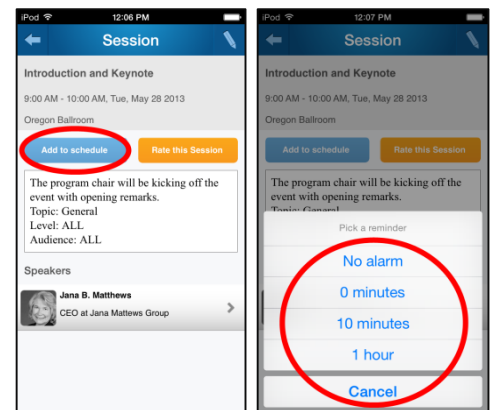 iPod 12:06 PM
Session
Introduction and Keynote
9:00 AM - 10:00 AM, Tue, May 28 2013
Oregon Ballroom
Add to schedule Rate this Session
The program chair will be kicking off the
event with opening remarks.
Topic: General
Level: ALL
Audience: ALL
Speakers
Jana B. Matthews
CEO at Jana Mattews Group
iPod 12:07 PM
Session
Introduction and Keynote
9:00 AM - 10:00 AM, Tue, May 28 2013
Oregon Ballroom
Add to schedule Rate this Session
The program chair will be kicking off the
event with opening remarks.
Topic: General
Pick a reminder
No alarm
0 minutes
10 minutes
1 hour
Cancel